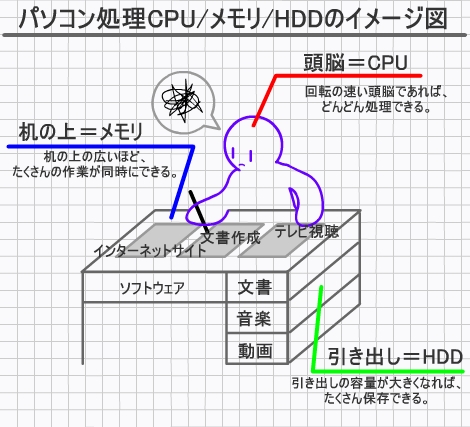 パソコン処理CPU/メモリ/HDDのイメージ図
頭脳＝CPU
回転の速い頭脳であれば、
どんどん処理できる。
机の上＝メモリ
机の上の広いほど、
たくさんの作業が同時にできる。
テレビ視聴
文書作成
インターネットサイト
ソフトウェア
文書
音楽
動画
引き出し＝HDD
引き出しの容量が大きくなれば、
たくさん保存できる。